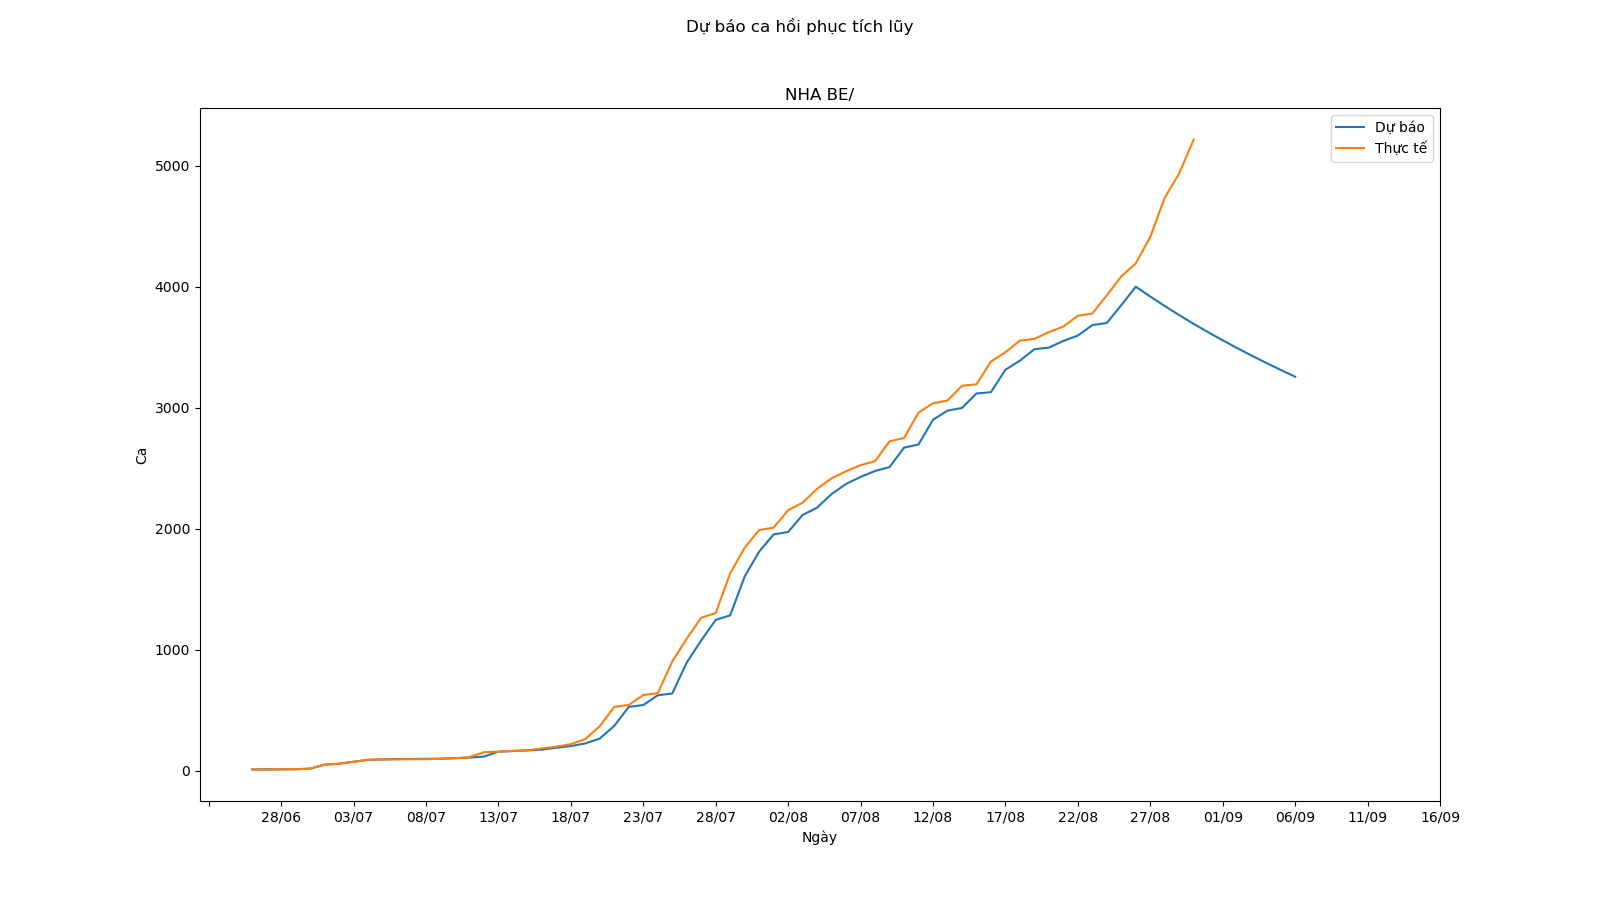 Dự báo ca hồi phục tích lũy
NHA BE/
Dự báo
Thực tế
5000
4000
3000
2000
1000
0
Ca
28/06 03/07 08/07 13/07 18/07 23/07 28/07 02/08 07/08 12/08 17/08 22/08 27/08 01/09 06/09 11/09 16/09
Ngày